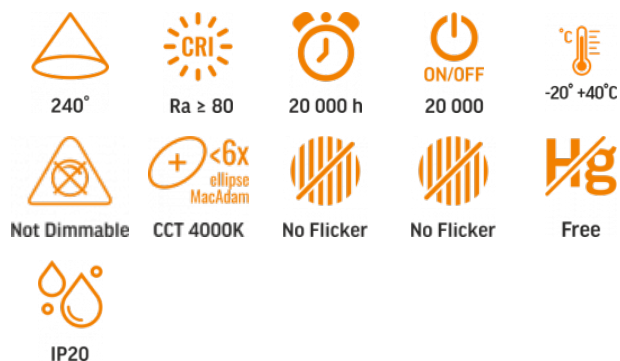 240°
CRI
Ra ≥ 80
20 000 h
ON/OFF
20 000
°C
-20° +40°C
Not Dimmable
<6x
ellipse
MacAdam
CCT 4000K
No Flicker
No Flicker
Hg
Free
IP20